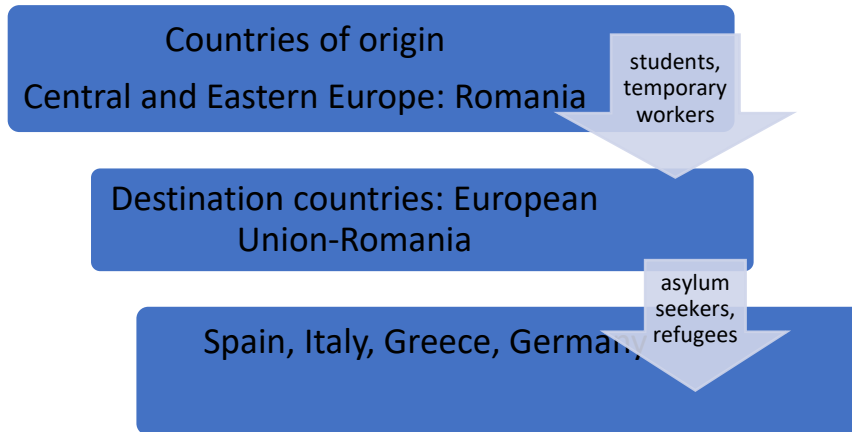 Countries of origin
Central and Eastern Europe: Romania
students,
temporary
workers
Destination countries: European
Union-Romania
asylum
seekers,
refugees
Spain, Italy, Greece, Germany